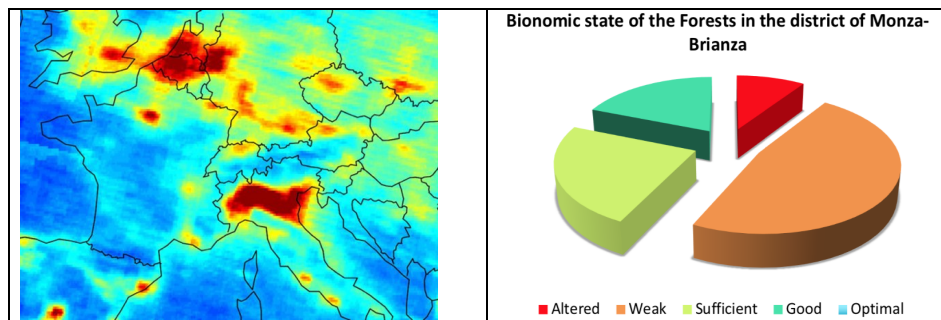 Bionomic state of the Forests in the district of Monza-
Brianza
Altered Weak Sufficient Good Optimal